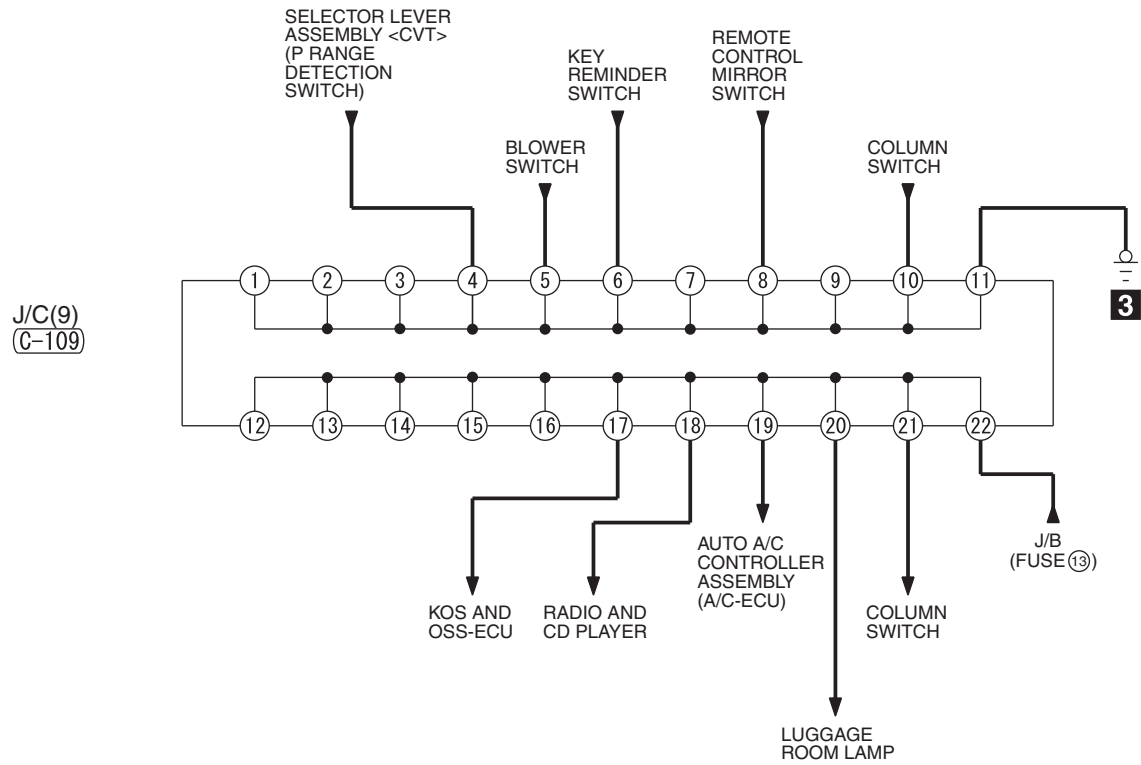 SELECTOR LEVER
ASSEMBLY <CVT>
(P RANGE
DETECTION
SWITCH)
KEY
REMINDER
SWITCH
REMOTE
CONTROL
MIRROR
SWITCH
BLOWER
SWITCH
COLUMN
SWITCH
1 2 3 4 5 6 7 8 9 10 11
3
J/C(9)
C-109
12 13 14 15 16 17 18 19 20 21 22
KOS AND
OSS-ECU
RADIO AND
CD PLAYER
AUTO A/C
CONTROLLER
ASSEMBLY
(A/C-ECU)
COLUMN
SWITCH
J/B
(FUSE⑬)
LUGGAGE
ROOM LAMP